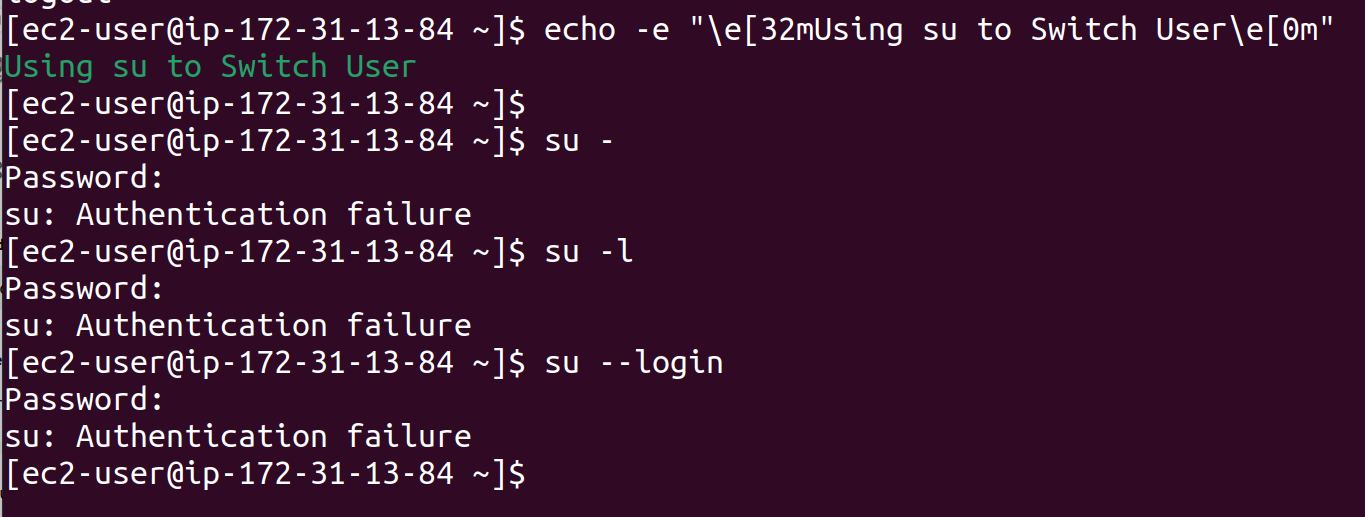 [ec2-user@ip-172-31-13-84 ~]$ echo -e "\e[32mUsing su to Switch User\e[0m"
Using su to Switch User
[ec2-user@ip-172-31-13-84 ~]$
[ec2-user@ip-172-31-13-84 ~]$ su -
Password:
su: Authentication failure
[ec2-user@ip-172-31-13-84 ~]$ su -l
Password:
su: Authentication failure
[ec2-user@ip-172-31-13-84 ~]$ su --login
Password:
su: Authentication failure
[ec2-user@ip-172-31-13-84 ~]$